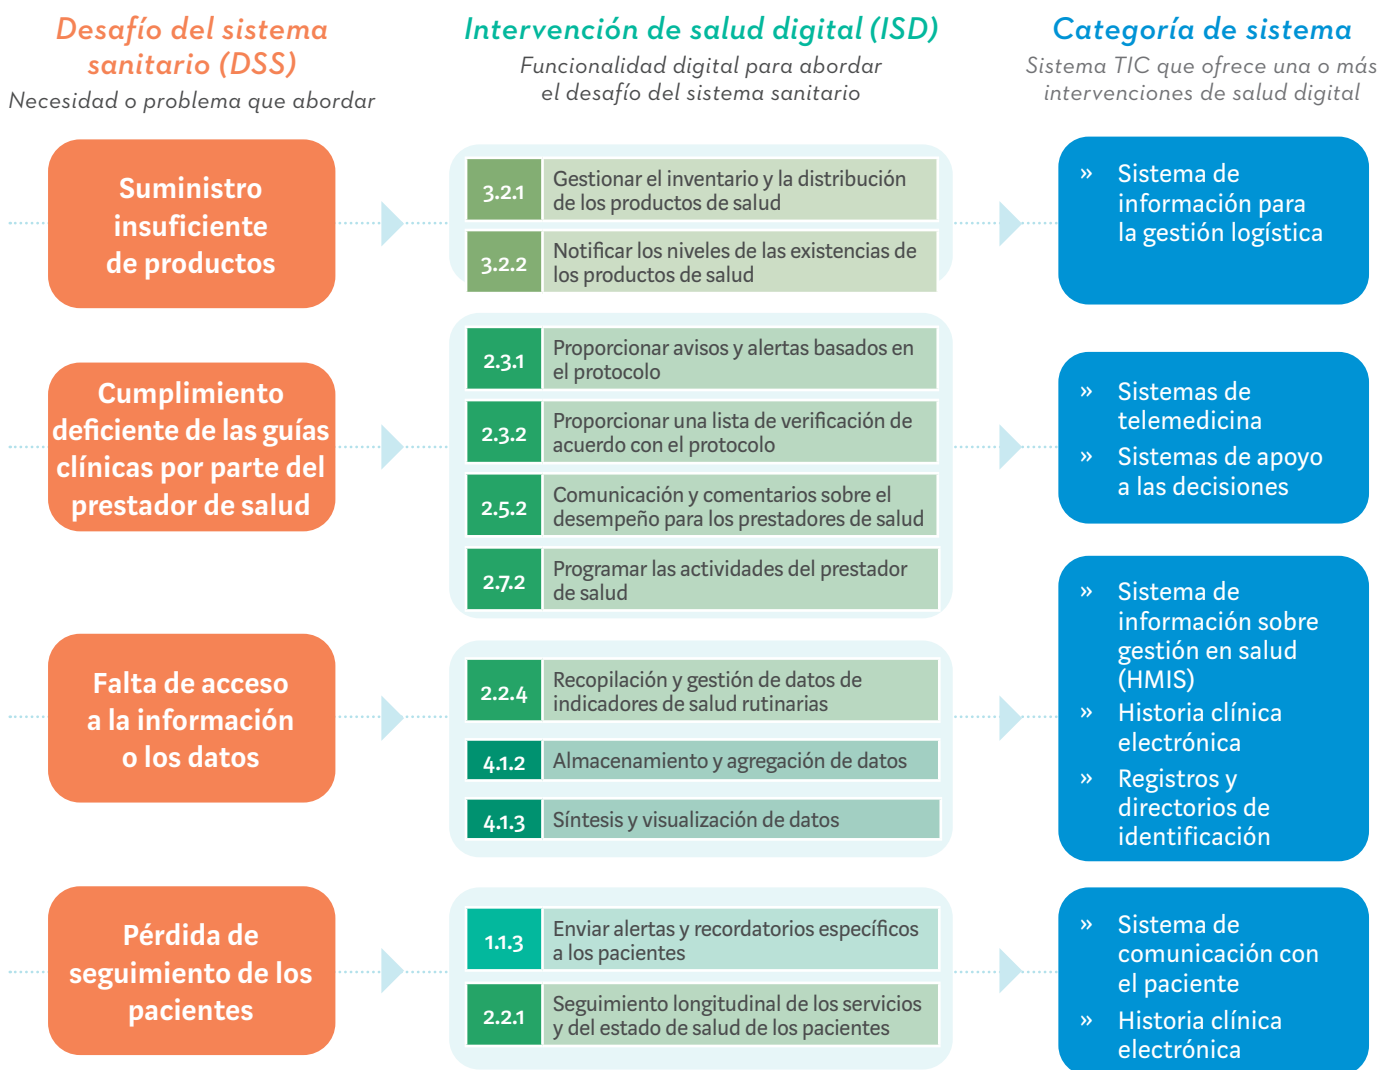 Desafío del sistema
sanitario (DSS)
Necesidad o problema que abordar
Intervención de salud digital (ISD)
Funcionalidad digital para abordar
el desafío del sistema sanitario
Categoría de sistema
Sistema TIC que ofrece una o más
intervenciones de salud digital
Suministro
insuficiente
de productos
3.2.1
Gestionar el inventario y la distribución
de los productos de salud
3.2.2
Notificar los niveles de las existencias de
los productos de salud
» Sistema de
información para
la gestión logística
Cumplimiento
deficiente de las guías
clínicas por parte del
prestador de salud
2.3.1
Proporcionar avisos y alertas basados en
el protocolo
2.3.2
Proporcionar una lista de verificación de
acuerdo con el protocolo
2.5.2
Comunicación y comentarios sobre el
desempeño para los prestadores de salud
2.7.2
Programar las actividades del prestador
de salud
» Sistemas de
telemedicina
» Sistemas de apoyo
a las decisiones
Falta de acceso
a la información
o los datos
2.2.4
Recopilación y gestión de datos de
indicadores de salud rutinarias
4.1.2
Almacenamiento y agregación de datos
4.1.3
Síntesis y visualización de datos
» Sistema de
información sobre
gestión en salud
(HMIS)
» Historia clínica
electrónica
» Registros y
directorios de
identificación
Pérdida de
seguimiento de los
pacientes
1.1.3
Enviar alertas y recordatorios específicos
a los pacientes
2.2.1
Seguimiento longitudinal de los servicios
y del estado de salud de los pacientes
» Sistema de
comunicación con
el paciente
» Historia clínica
electrónica